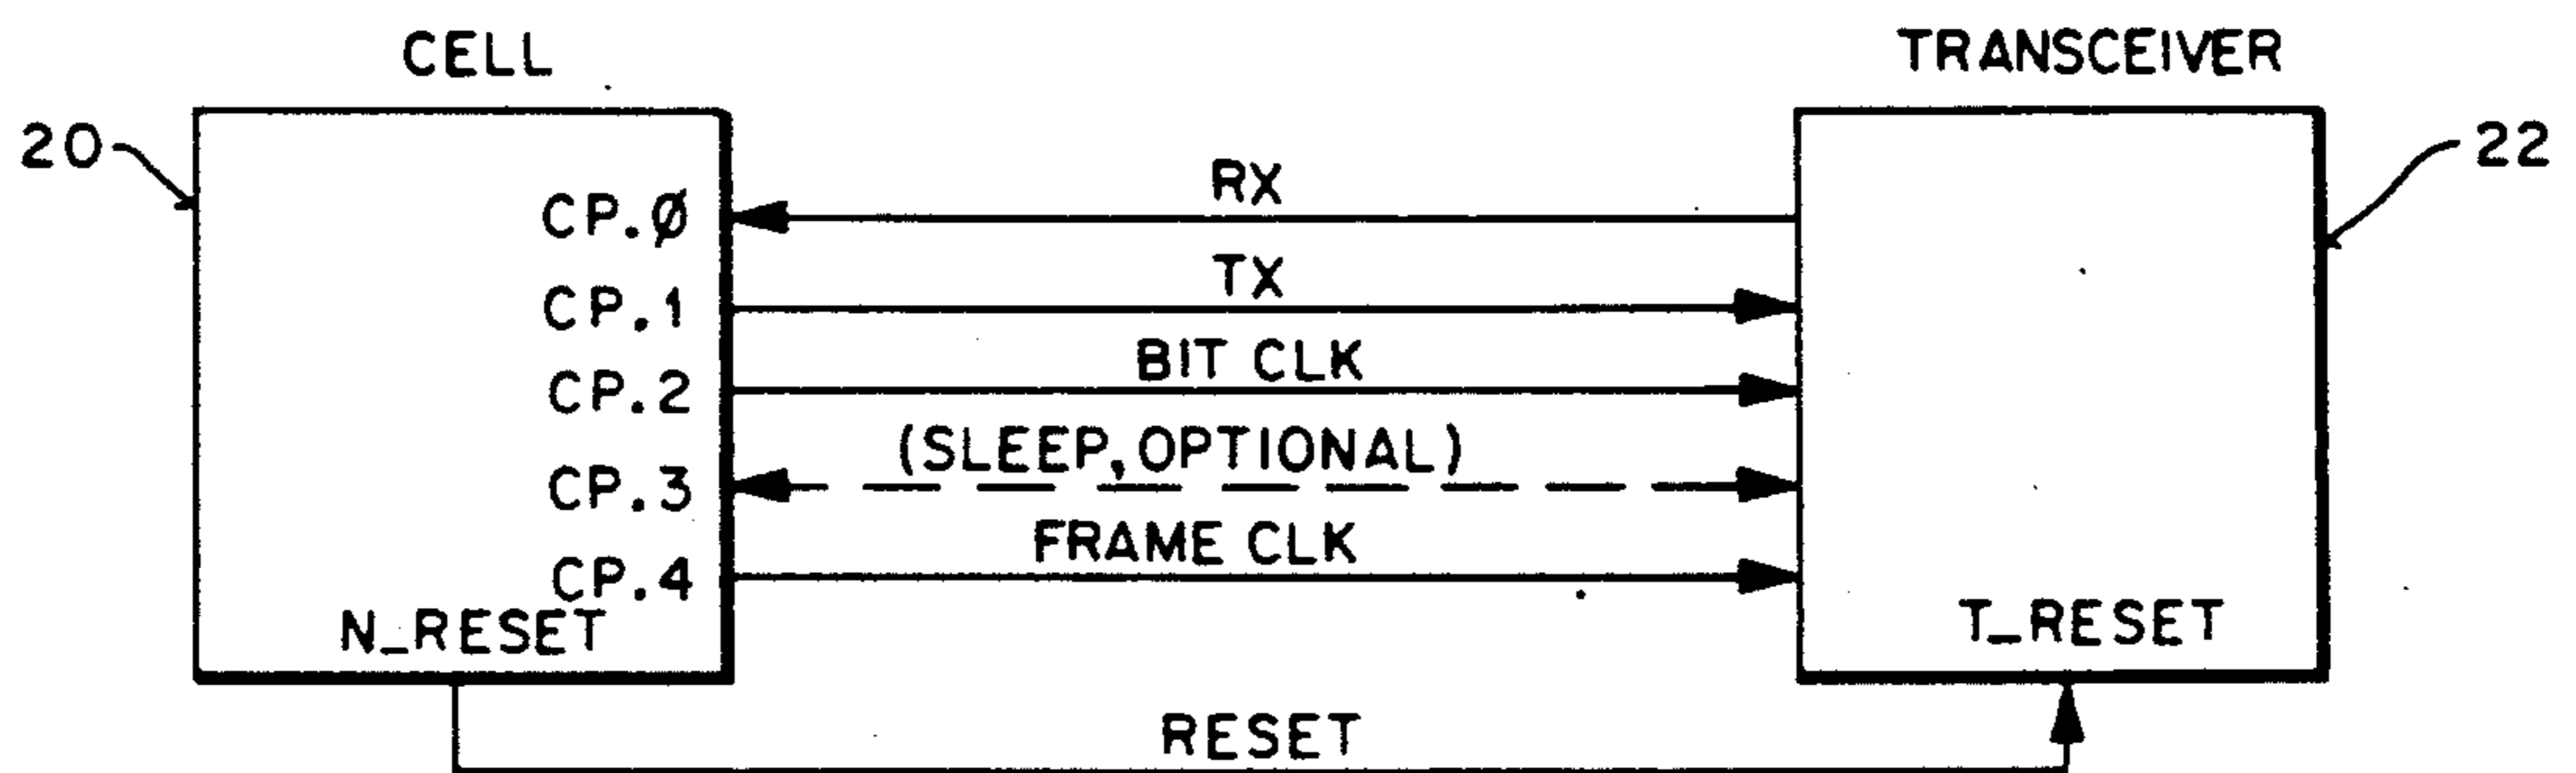 CELL
TRANSCEIVER
20
22
CP.Ø
RX
CP.1
TX
CP.2
BIT CLK
CP.3
(SLEEP,OPTIONAL)
CP.4
FRAME CLK
N_RESET
T_RESET
RESET